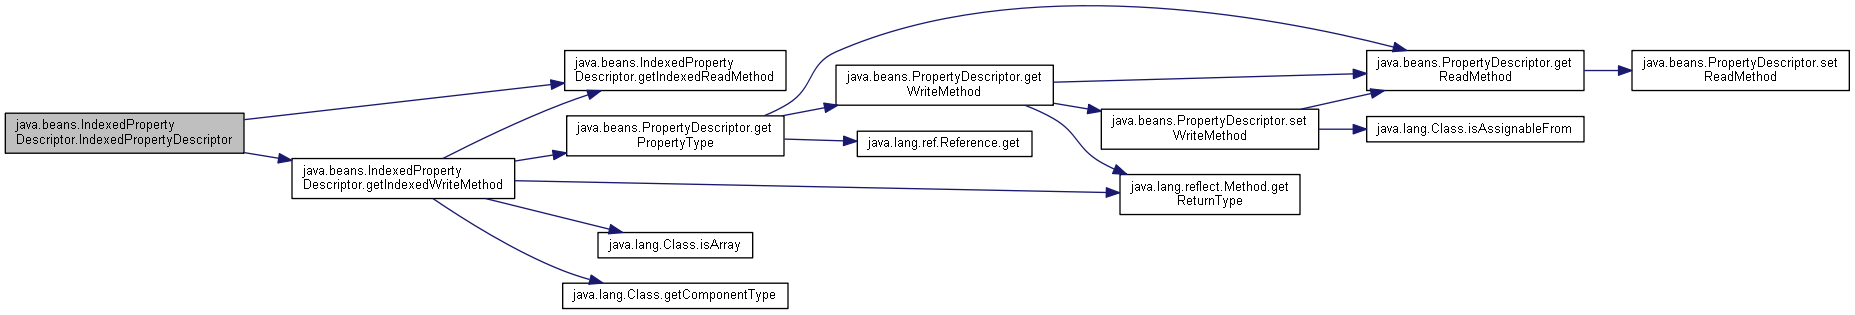 java.beans.IndexedProperty
Descriptor.IndexedPropertyDescriptor
java.beans.IndexedProperty
Descriptor.getIndexedReadMethod
java.beans.IndexedProperty
Descriptor.getIndexedWriteMethod
java.beans.PropertyDescriptor.get
PropertyType
java.lang.Class.isArray
java.lang.Class.getComponentType
java.beans.PropertyDescriptor.get
WriteMethod
java.lang.ref.Reference.get
java.beans.PropertyDescriptor.set
WriteMethod
java.lang.reflect.Method.get
ReturnType
java.beans.PropertyDescriptor.get
ReadMethod
java.lang.Class.isAssignableFrom
java.beans.PropertyDescriptor.set
ReadMethod